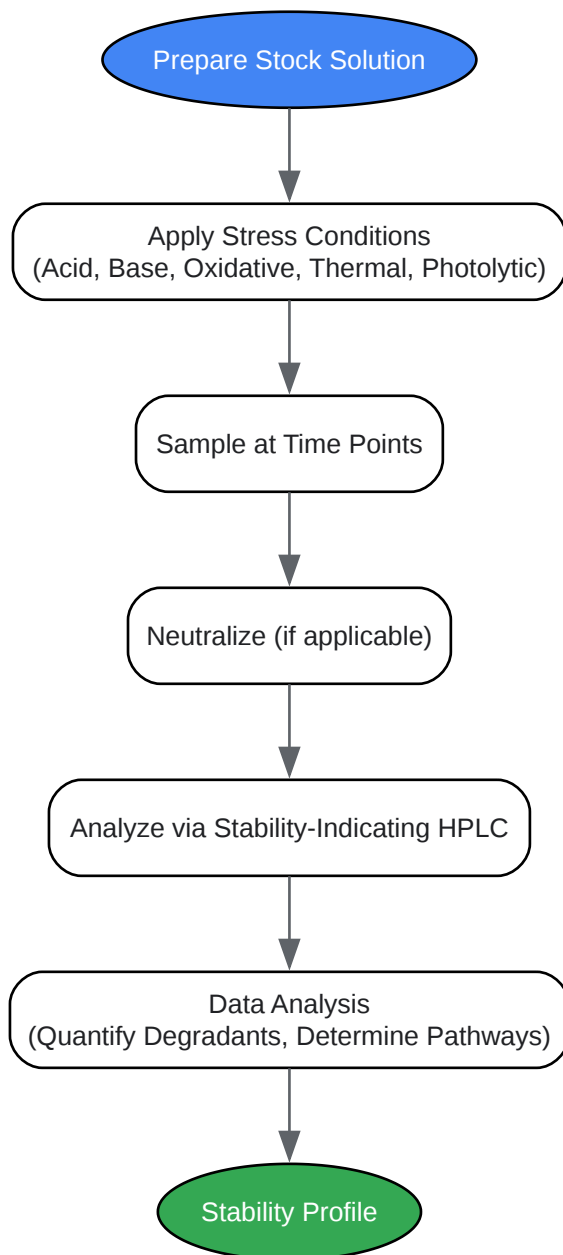 Prepare Stock Solution
Apply Stress Conditions
(Acid, Base, Oxidative, Thermal, Photolytic)
Sample at Time Points
Neutralize (if applicable)
Analyze via Stability-Indicating HPLC
Data Analysis
(Quantify Degradants, Determine Pathways)
Stability Profile